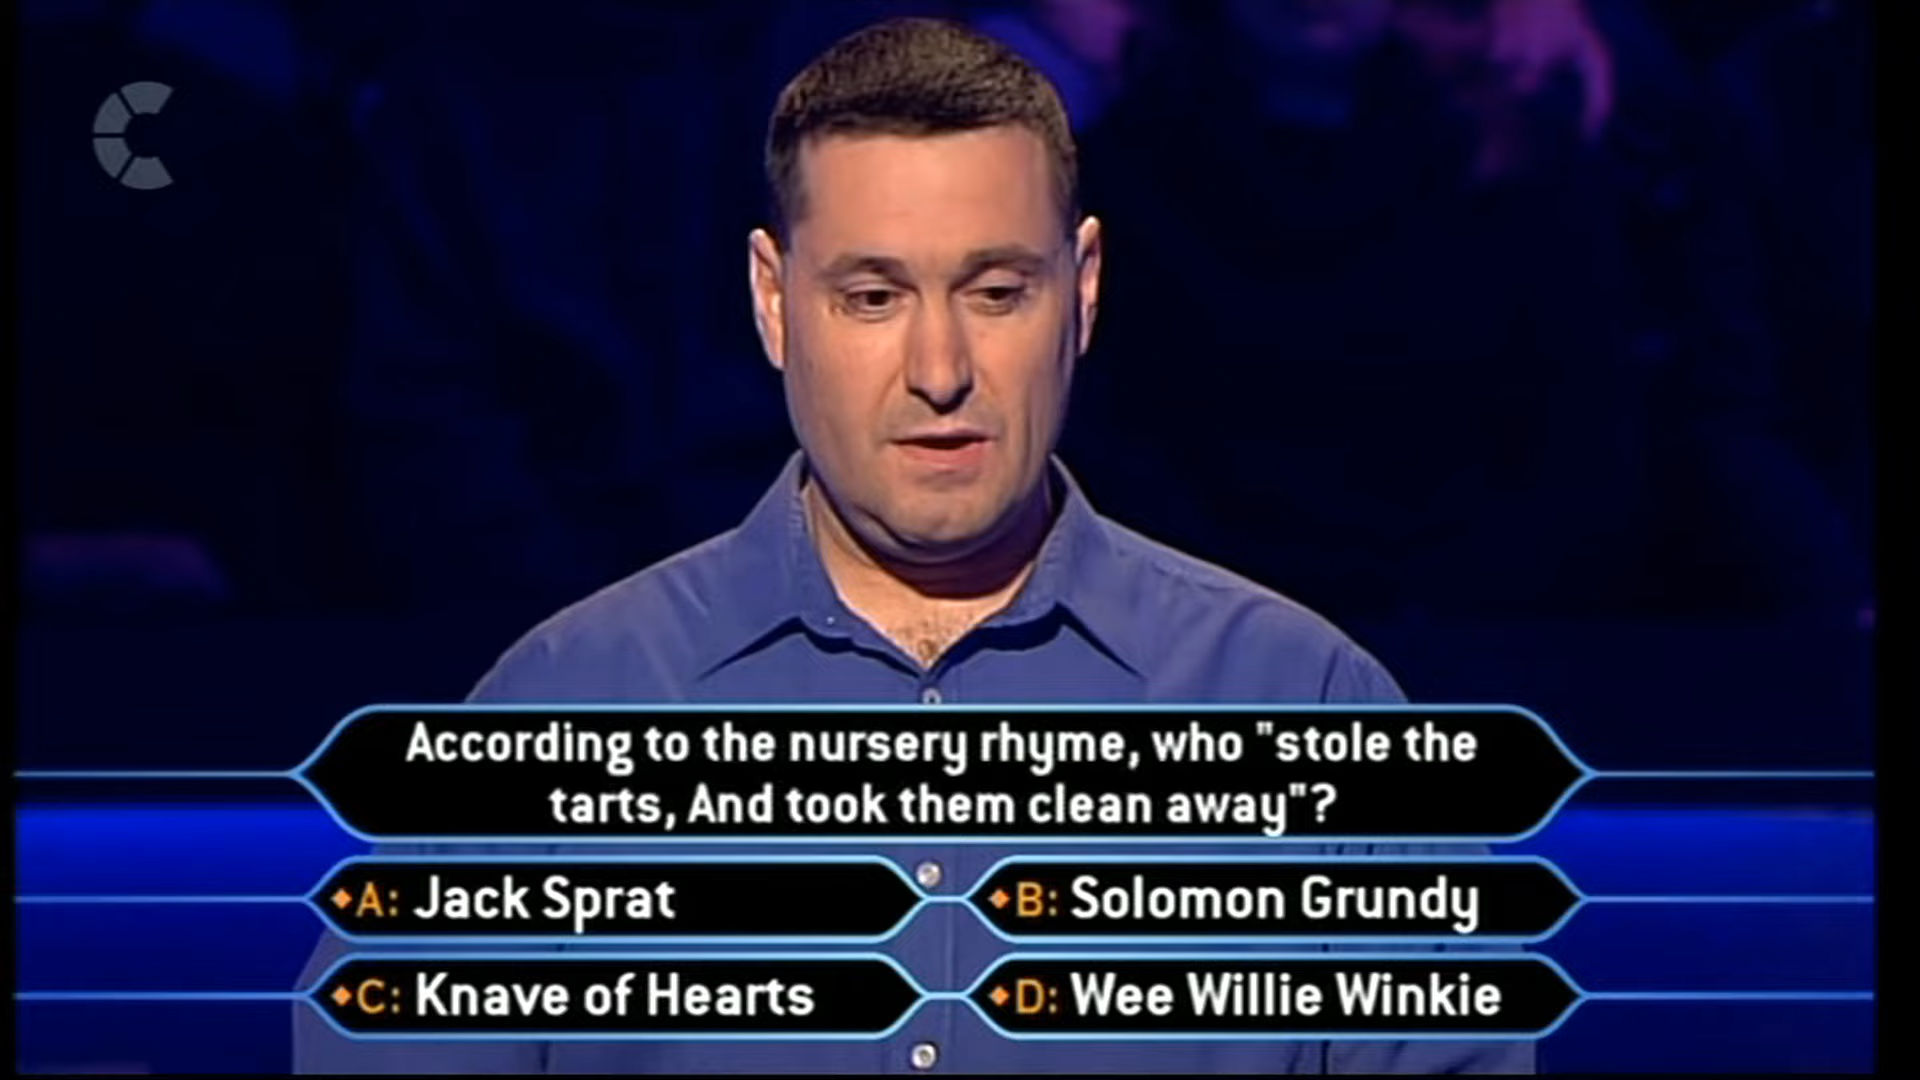 According to the nursery rhyme, who "stole the
tarts, And took them clean away"?
A: Jack Sprat
B: Solomon Grundy
C: Knave of Hearts
D: Wee Willie Winkie